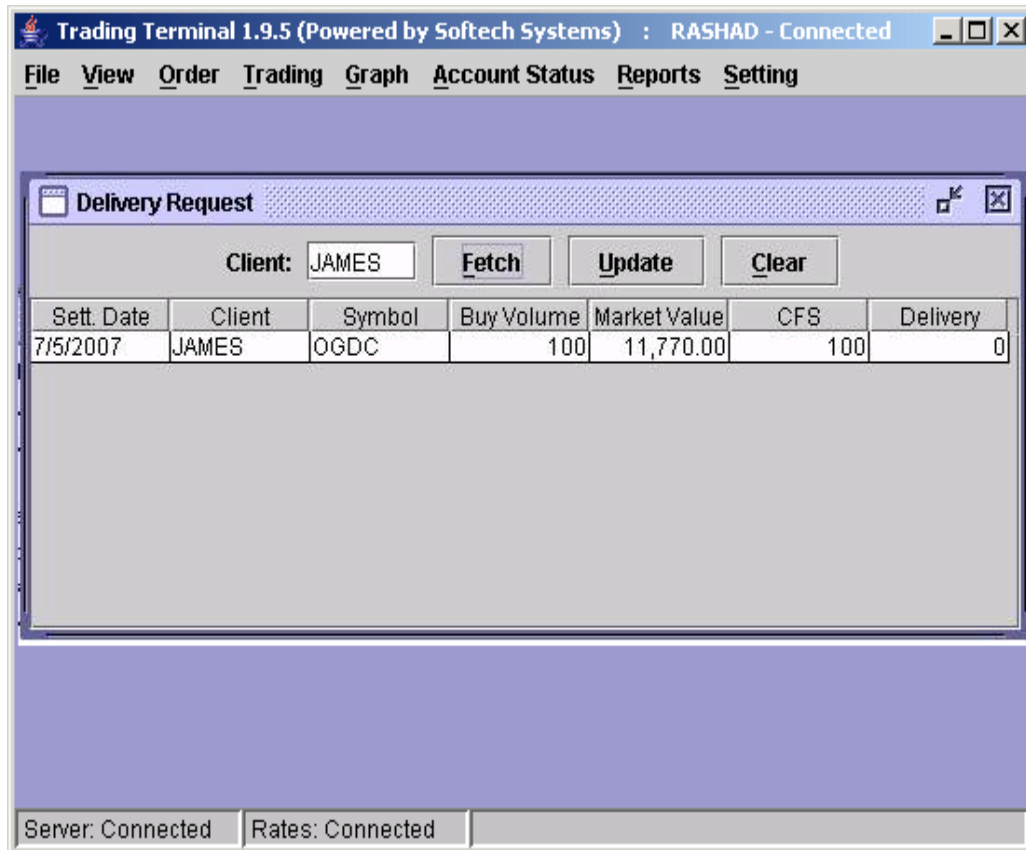 Trading Terminal 1.9.5 (Powered by Softech Systems) : RASHAD - Connected
File View Order Trading Graph Account Status Reports Setting
Delivery Request
Client: JAMES Fetch Update Clear
Sett. Date Client Symbol Buy Volume Market Value CFS Delivery
7/5/2007 JAMES OGDC 100 11,770.00 100 0
Server: Connected Rates: Connected